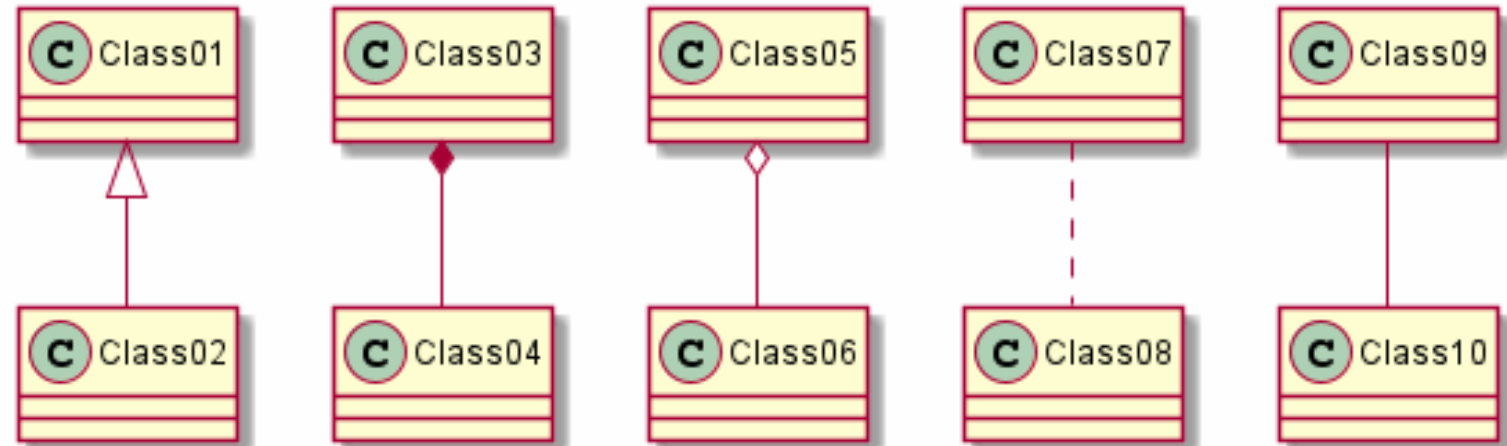 C Class01
C Class03
C Class05
C Class07
C Class09
C Class02
C Class04
C Class06
C Class08
C Class10